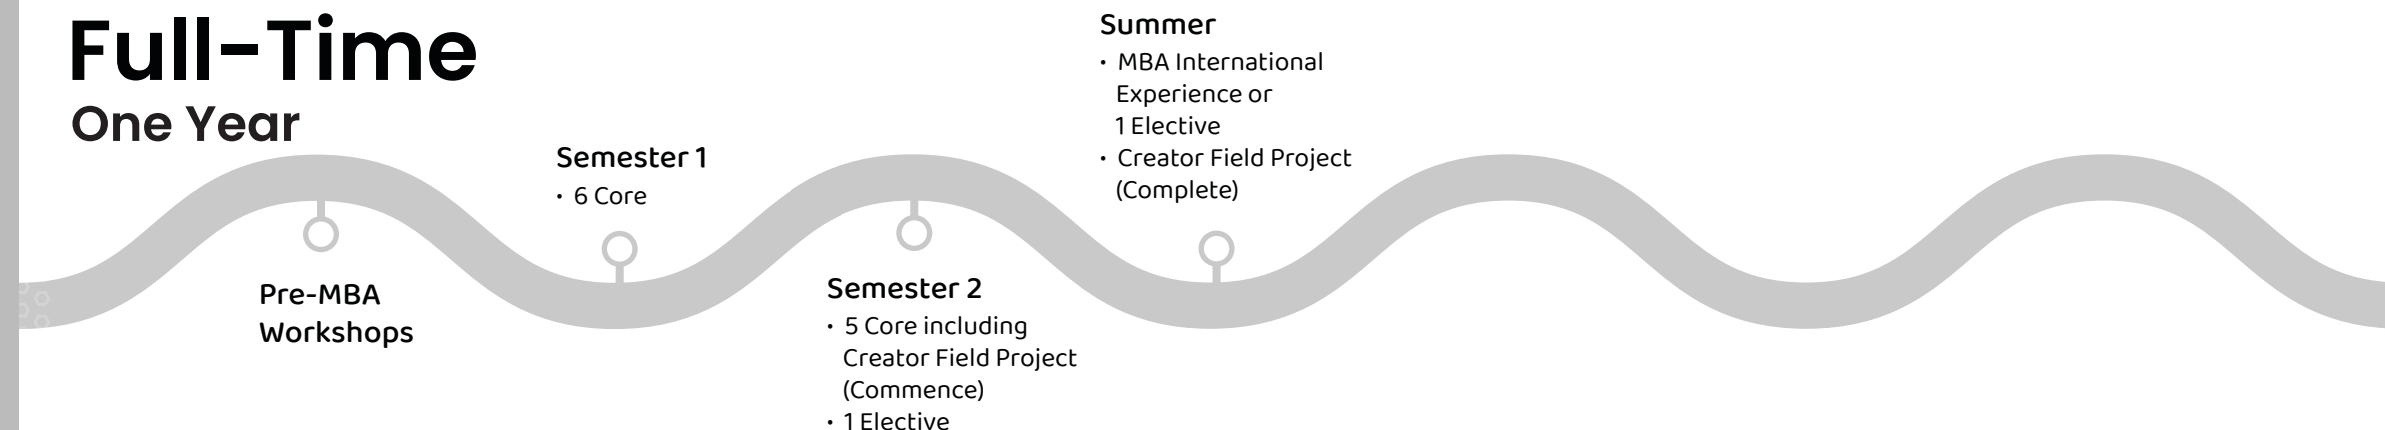 Full-Time
One Year
Pre-MBA
Workshops
Semester 1
• 6 Core
Semester 2
• 5 Core including
Creator Field Project
(Commence)
• 1 Elective
Summer
• MBA International
Experience or
1 Elective
• Creator Field Project
(Complete)